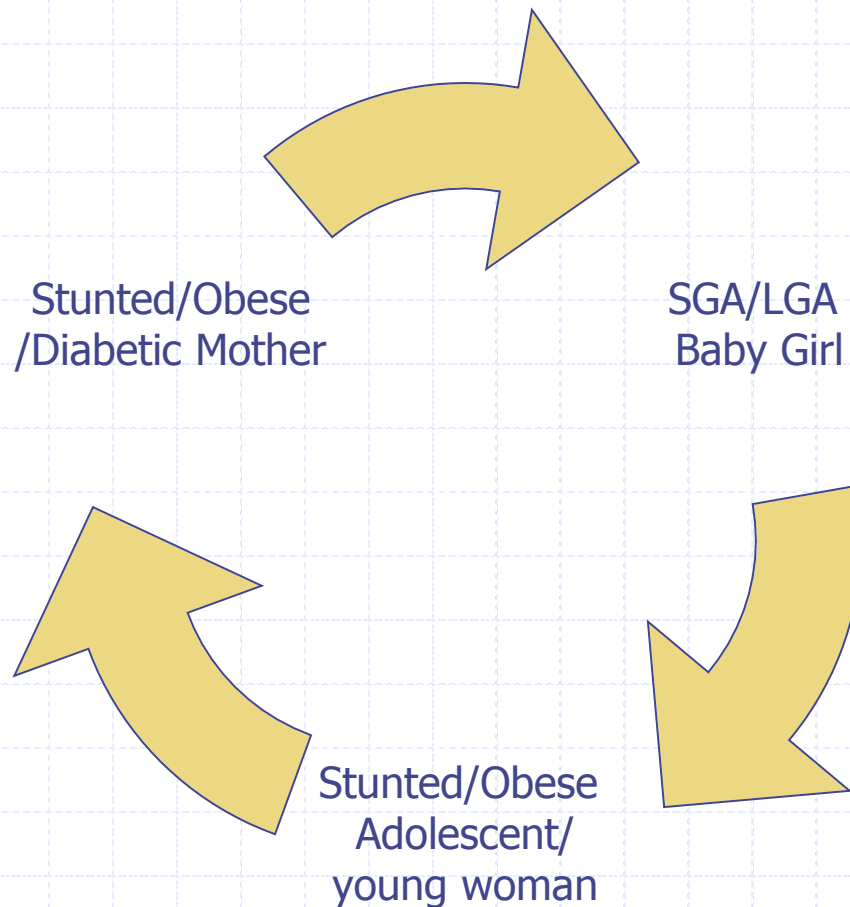 Stunted/Obese
/Diabetic Mother
SGA/LGA
Baby Girl
Stunted/Obese
Adolescent/
young woman